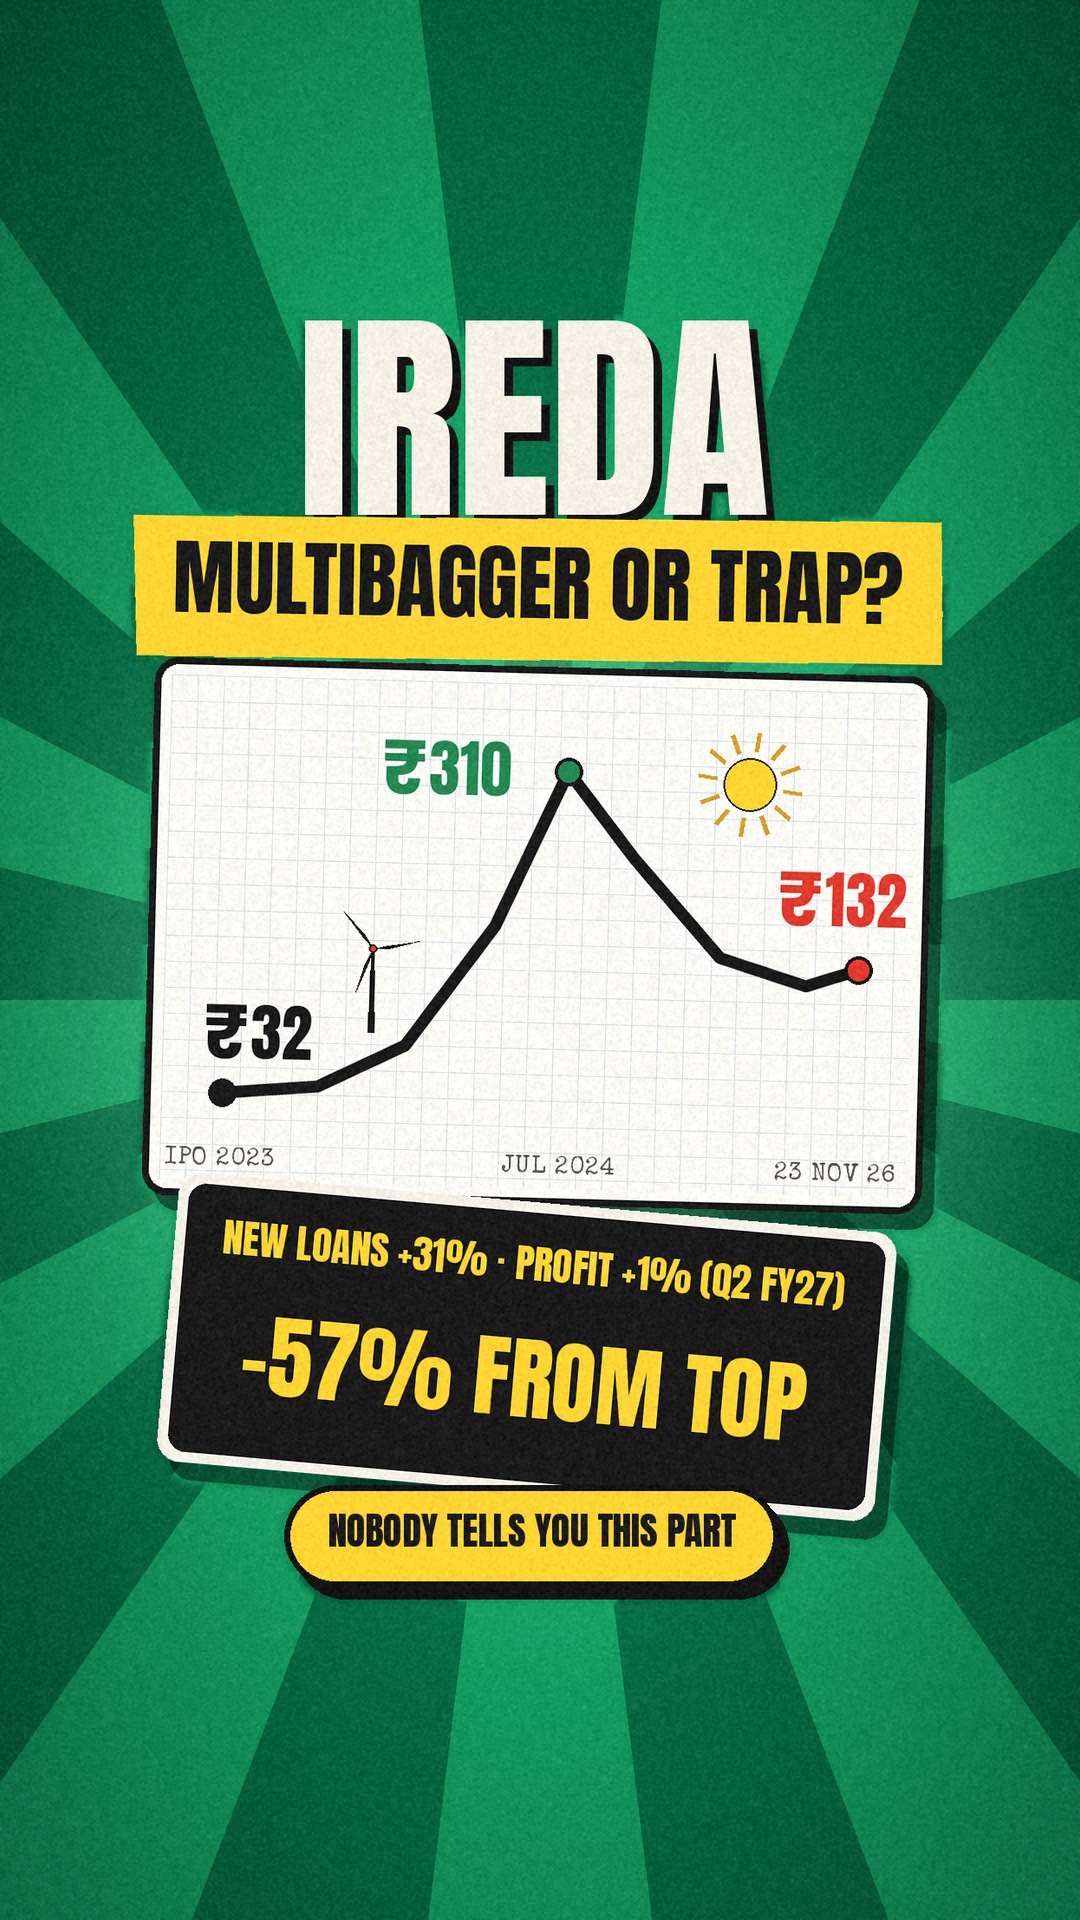 IREDA
MULTIBAGGER OR TRAP?
₹310
₹132
₹32
IPO 2023
JUL 2024
23 NOV 26
NEW LOANS +31% · PROFIT +1% (Q2 FY27)
-57% FROM TOP
NOBODY TELLS YOU THIS PART